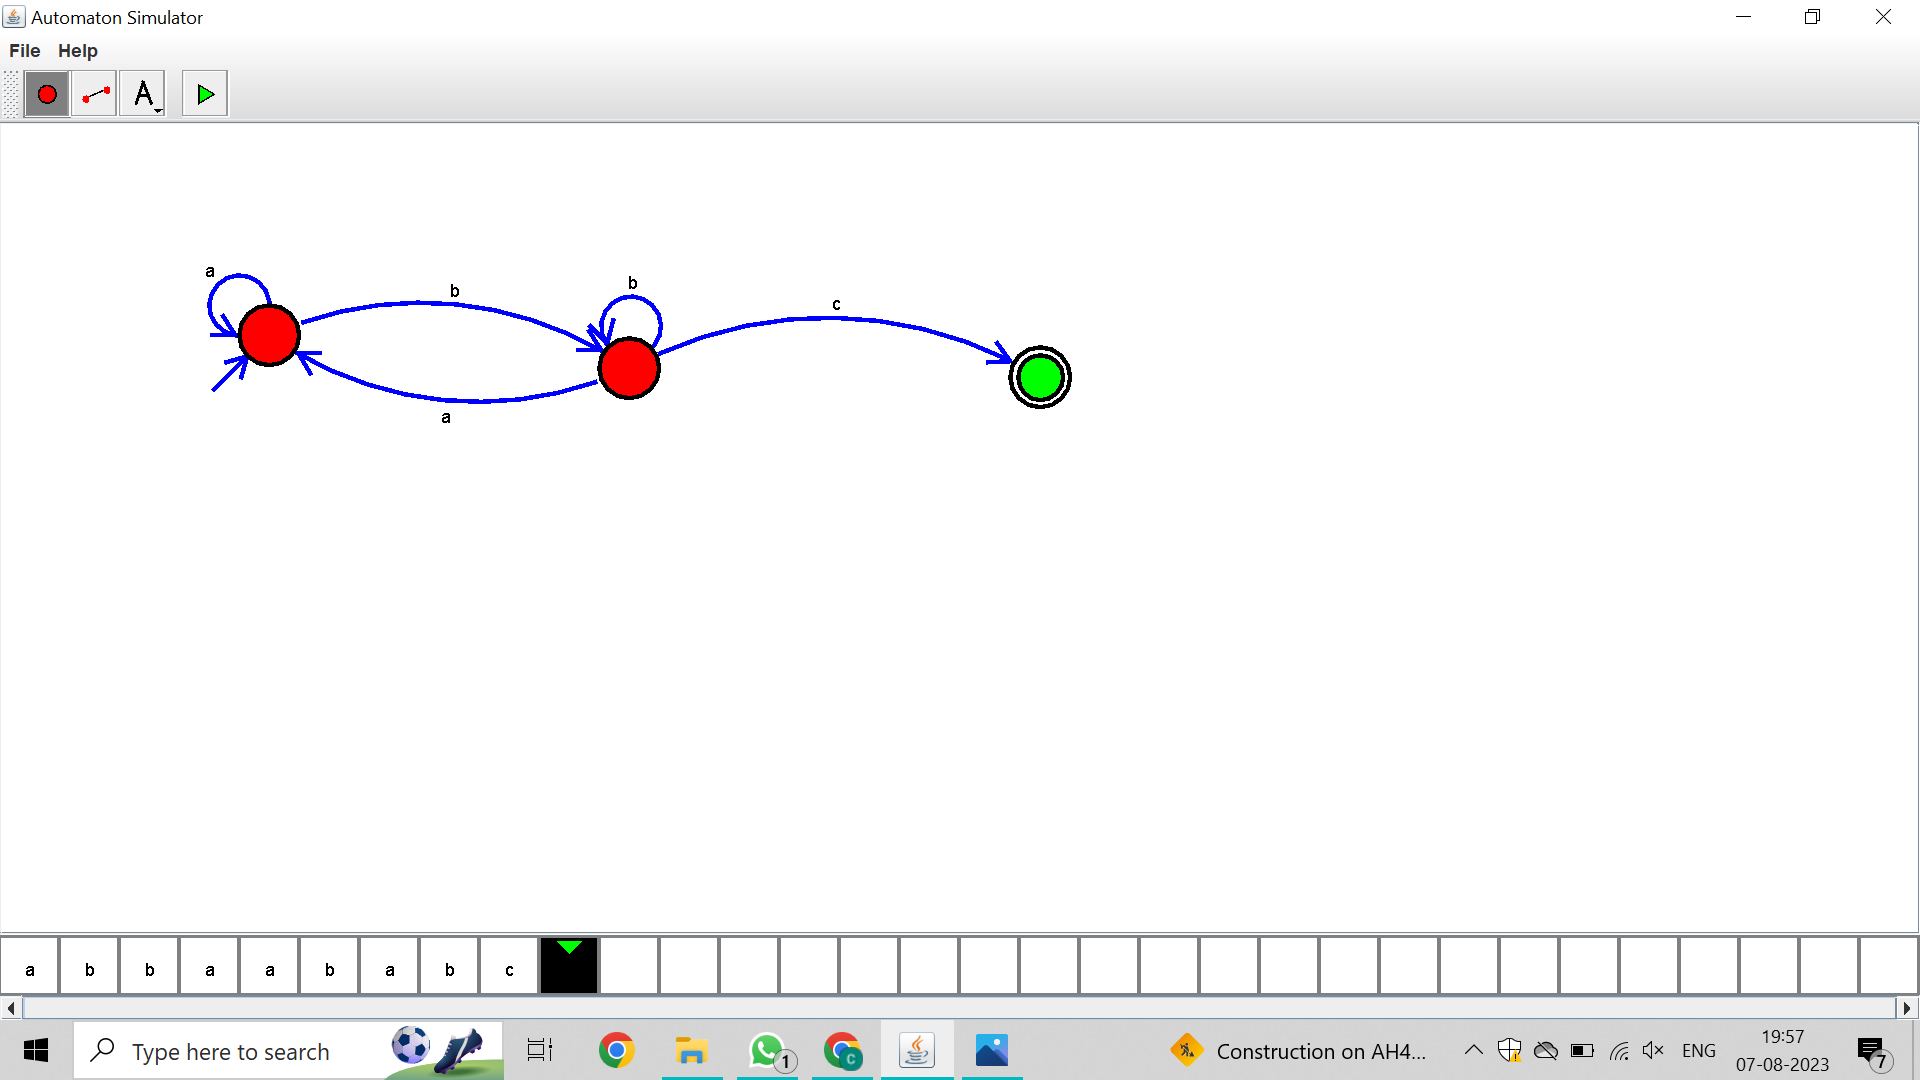 Automaton Simulator
File Help
A
a
b
b
c
a
a b b a a b a b c
Type here to search
1
C
Construction on AH4...
ENG
19:57
07-08-2023
7